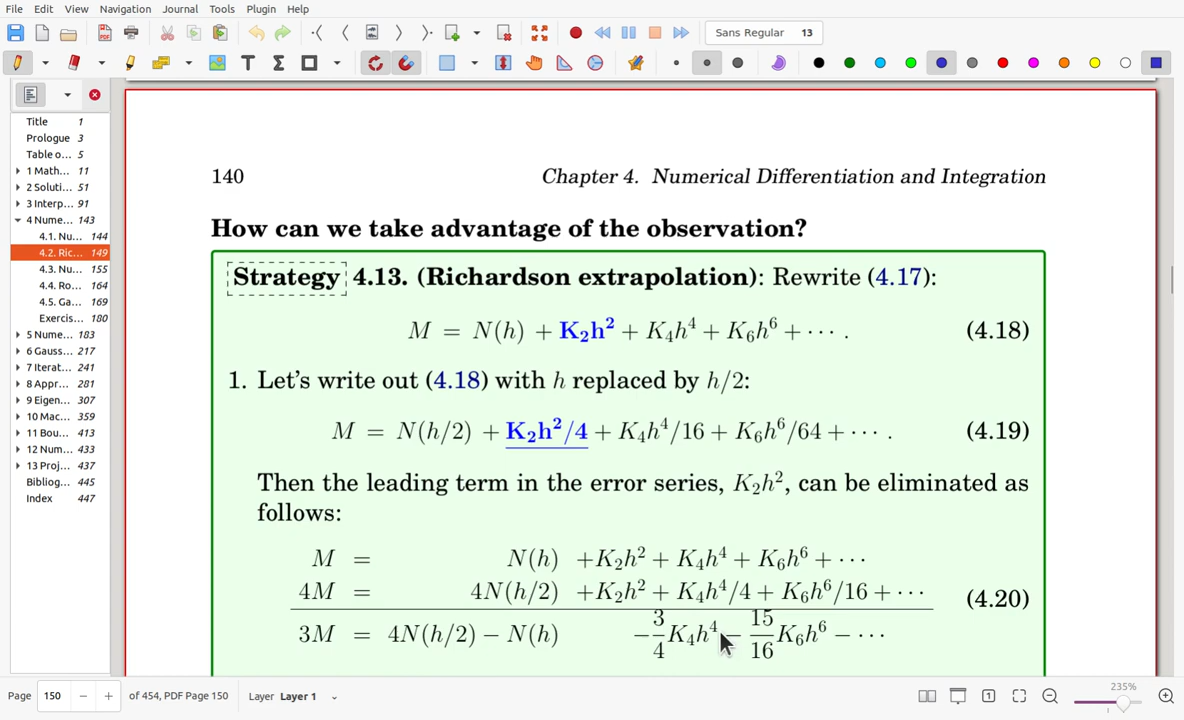 File Edit View Navigation Journal Tools Plugin Help
Sans Regular 13
Title 1
Prologue 3
Table o... 5
1 Math... 11
2 Soluti... 51
3 Interp... 91
4 Nume... 143
4.1. Nu... 144
4.2. Ric... 149
4.3. Nu... 155
4.4. Ro... 164
4.5. Ga... 169
Exercis... 180
5 Nume... 183
6 Gauss... 217
7 Iterat... 241
8 Appr... 281
9 Eigen... 307
10 Mac... 359
11 Bou... 413
12 Num... 433
13 Proj... 437
Bibliog... 445
Index 447
140 Chapter 4. Numerical Differentiation and Integration
How can we take advantage of the observation?
Strategy 4.13. (Richardson extrapolation): Rewrite (4.17):
M = N(h) + K₂h² + K₄h⁴ + K₆h⁶ + ⋯ . (4.18)
1. Let's write out (4.18) with h replaced by h/2:
M = N(h/2) + K₂h²/4 + K₄h⁴/16 + K₆h⁶/64 + ⋯ . (4.19)
Then the leading term in the error series, K₂h², can be eliminated as
follows:
M = N(h) +K₂h² + K₄h⁴ + K₆h⁶ + ⋯
4M = 4N(h/2) +K₂h² + K₄h⁴/4 + K₆h⁶/16 + ⋯ (4.20)
3M = 4N(h/2) − N(h) −3/4 K₄h⁴ − 15/16 K₆h⁶ − ⋯
Page 150 − + of 454, PDF Page 150 Layer Layer 1 235%